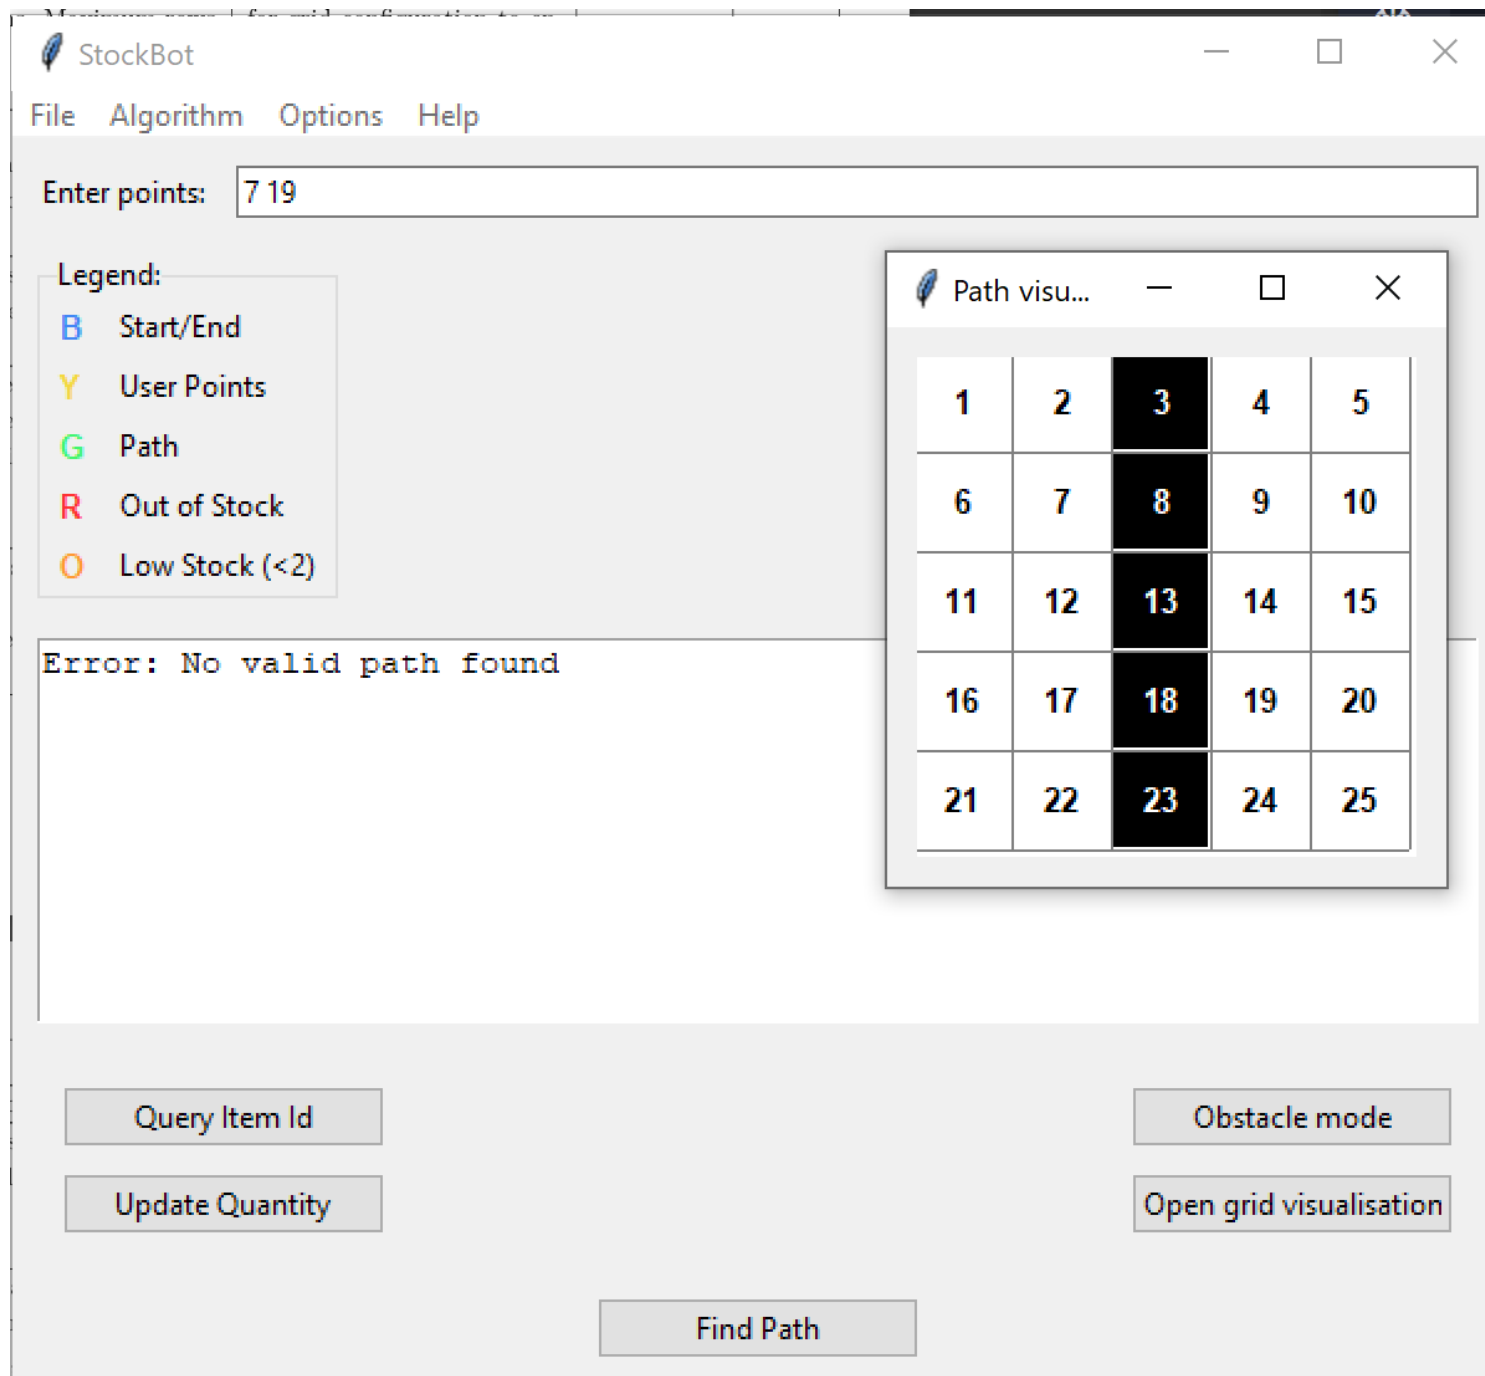 StockBot
File Algorithm Options Help
Enter points: 7 19
Legend:
B Start/End
Y User Points
G Path
R Out of Stock
O Low Stock (<2)
Path visu...
1 2 3 4 5
6 7 8 9 10
11 12 13 14 15
16 17 18 19 20
21 22 23 24 25
Error: No valid path found
Query Item Id
Obstacle mode
Update Quantity
Open grid visualisation
Find Path